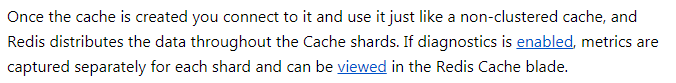 Once the cache is created you connect to it and use it just like a non-clustered cache, and
Redis distributes the data throughout the Cache shards. If diagnostics is enabled, metrics are
captured separately for each shard and can be viewed in the Redis Cache blade.